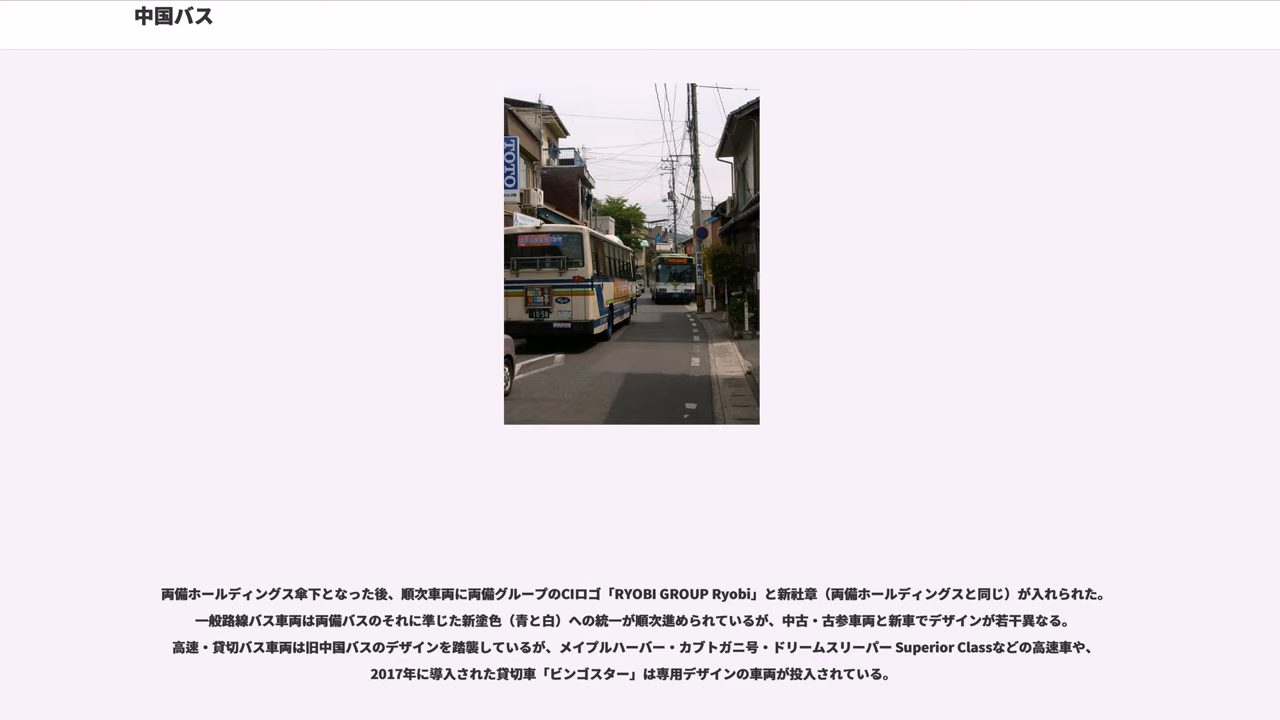 中国バス
TOTO
10 58
両備ホールディングス傘下となった後、順次車両に両備グループのCIロゴ「RYOBI GROUP Ryobi」と新社章（両備ホールディングスと同じ）が入れられた。
一般路線バス車両は両備バスのそれに準じた新塗色（青と白）への統一が順次進められているが、中古・古参車両と新車でデザインが若干異なる。
高速・貸切バス車両は旧中国バスのデザインを踏襲しているが、メイプルハーバー・カブトガニ号・ドリームスリーパー Superior Classなどの高速車や、
2017年に導入された貸切車「ビンゴスター」は専用デザインの車両が投入されている。